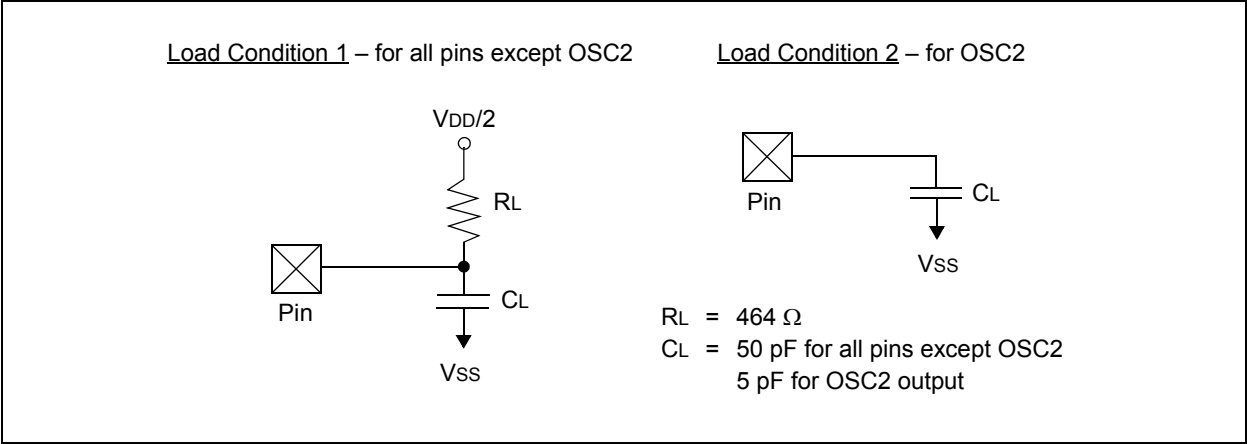 Load Condition 1 – for all pins except OSC2
Load Condition 2 – for OSC2
VDD/2
RL
Pin
CL
VSS
Pin
CL
VSS
RL = 464 Ω
CL = 50 pF for all pins except OSC2
5 pF for OSC2 output